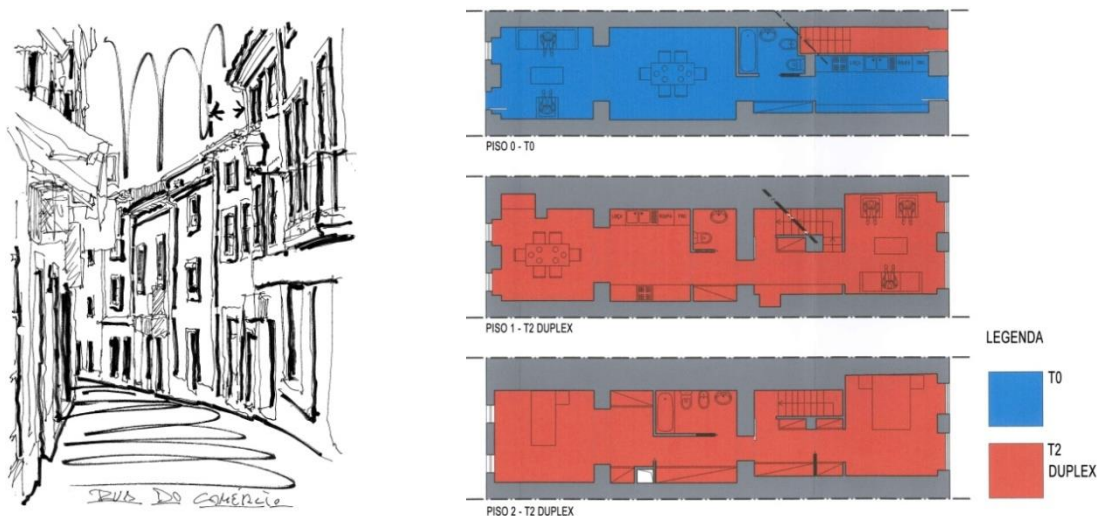 RUA DO COMÉRCIO
PISO 0 - T0
PISO 1 - T2 DUPLEX
PISO 2 - T2 DUPLEX
LEGENDA
T0
T2
DUPLEX